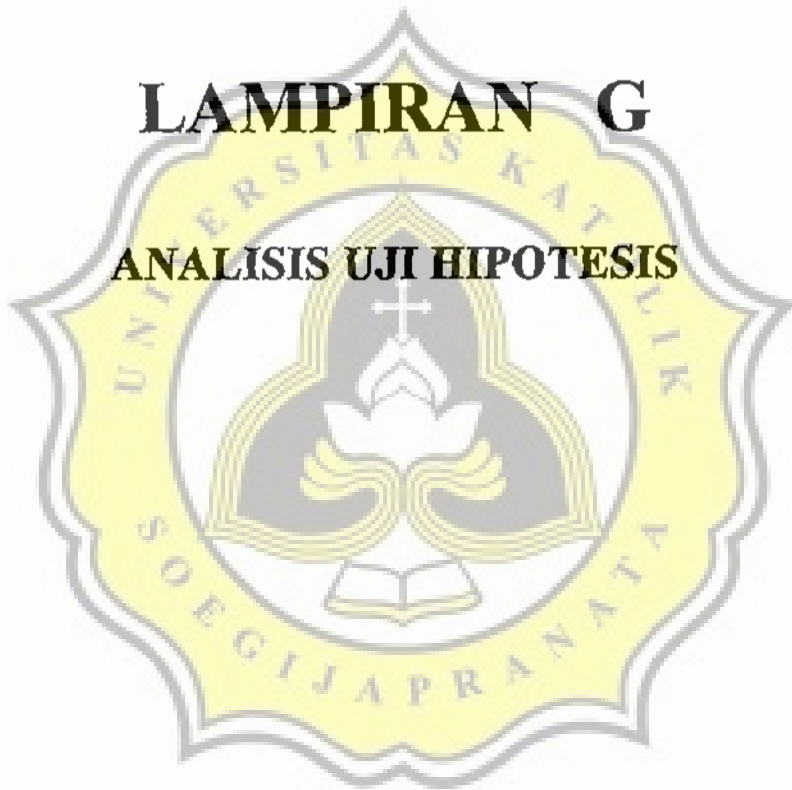 LAMPIRAN G
ANALISIS UJI HIPOTESIS
UNIVERSITAS KATOLIK
SOEGIJAPRANATA